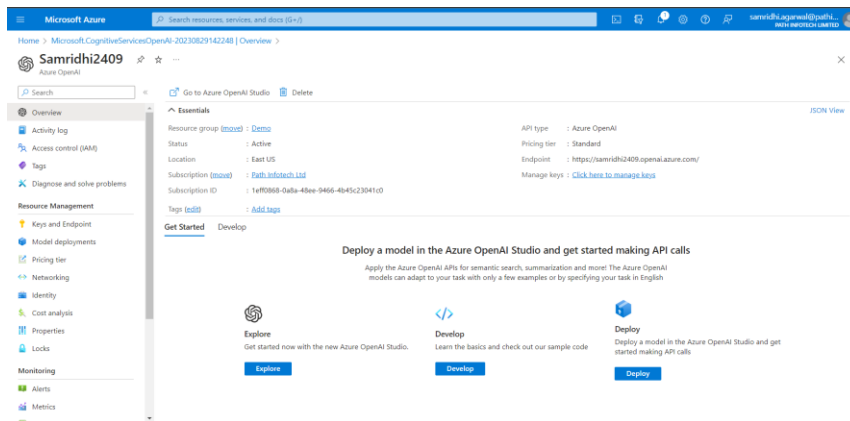 Microsoft Azure
Search resources, services, and docs (G+/)
1
samridhi.agarwal@pathi...
PATH INFOTECH LIMITED
Home > Microsoft.CognitiveServicesOpenAI-20230829142248 | Overview >
Samridhi2409
Azure OpenAI
Search
Overview
Activity log
Access control (IAM)
Tags
Diagnose and solve problems
Resource Management
Keys and Endpoint
Model deployments
Pricing tier
Networking
Identity
Cost analysis
Properties
Locks
Monitoring
Alerts
Metrics
Go to Azure OpenAI Studio Delete
Essentials
JSON View
Resource group (move) : Demo
Status : Active
Location : East US
Subscription (move) : Path Infotech Ltd
Subscription ID : 1eff0868-0a8a-48ee-9466-4b45c23041c0
Tags (edit) : Add tags
API type : Azure OpenAI
Pricing tier : Standard
Endpoint : https://samridhi2409.openai.azure.com/
Manage keys : Click here to manage keys
Get Started Develop
Deploy a model in the Azure OpenAI Studio and get started making API calls
Apply the Azure OpenAI APIs for semantic search, summarization and more! The Azure OpenAI
models can adapt to your task with only a few examples or by specifying your task in English
Explore
Get started now with the new Azure OpenAI Studio.
Explore
Develop
Learn the basics and check out our sample code
Develop
Deploy
Deploy a model in the Azure OpenAI Studio and get
started making API calls
Deploy